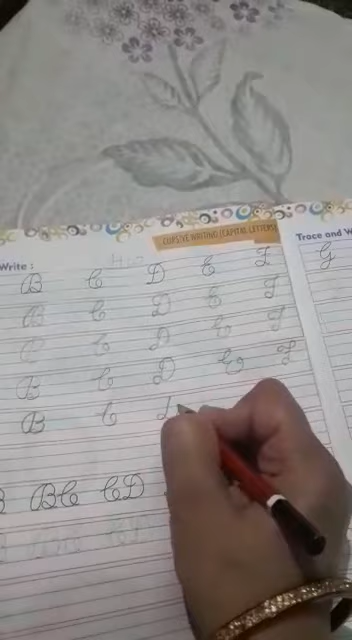 CURSIVE WRITING (CAPITAL LETTERS)
Write :
Trace and W
B C D E F
G
B C D E F
B C D E F
B C D E F
B C
BC CD